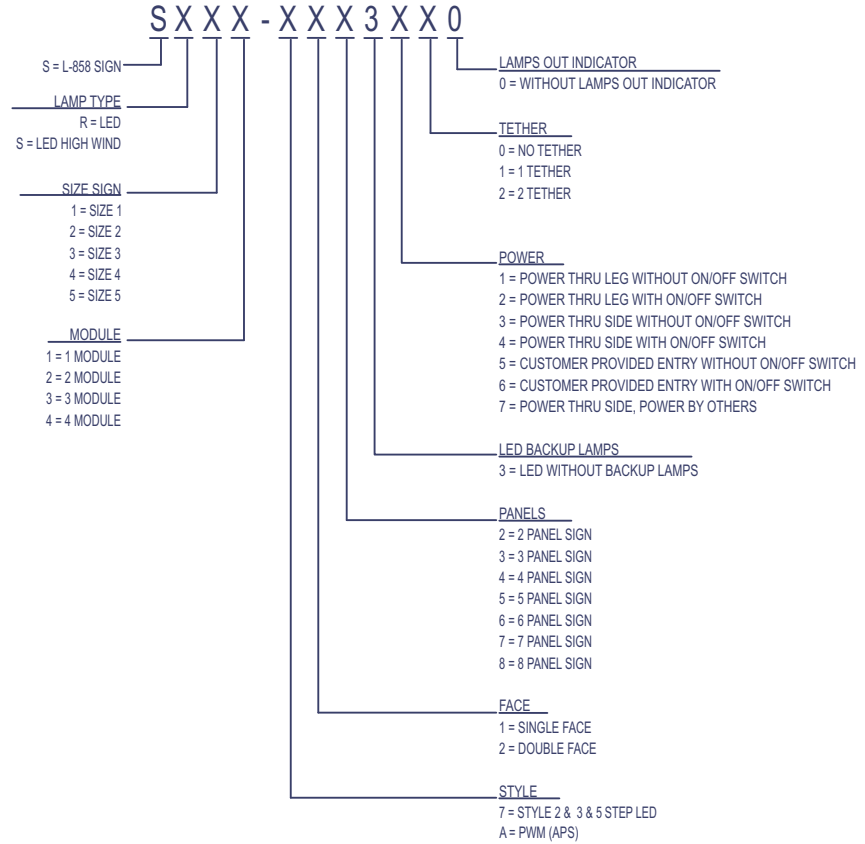 SXXX-XXX3XX0
S = L-858 SIGN
LAMP TYPE
R = LED
S = LED HIGH WIND
SIZE SIGN
1 = SIZE 1
2 = SIZE 2
3 = SIZE 3
4 = SIZE 4
5 = SIZE 5
MODULE
1 = 1 MODULE
2 = 2 MODULE
3 = 3 MODULE
4 = 4 MODULE
LAMPS OUT INDICATOR
0 = WITHOUT LAMPS OUT INDICATOR
TETHER
0 = NO TETHER
1 = 1 TETHER
2 = 2 TETHER
POWER
1 = POWER THRU LEG WITHOUT ON/OFF SWITCH
2 = POWER THRU LEG WITH ON/OFF SWITCH
3 = POWER THRU SIDE WITHOUT ON/OFF SWITCH
4 = POWER THRU SIDE WITH ON/OFF SWITCH
5 = CUSTOMER PROVIDED ENTRY WITHOUT ON/OFF SWITCH
6 = CUSTOMER PROVIDED ENTRY WITH ON/OFF SWITCH
7 = POWER THRU SIDE, POWER BY OTHERS
LED BACKUP LAMPS
3 = LED WITHOUT BACKUP LAMPS
PANELS
2 = 2 PANEL SIGN
3 = 3 PANEL SIGN
4 = 4 PANEL SIGN
5 = 5 PANEL SIGN
6 = 6 PANEL SIGN
7 = 7 PANEL SIGN
8 = 8 PANEL SIGN
FACE
1 = SINGLE FACE
2 = DOUBLE FACE
STYLE
7 = STYLE 2 & 3 & 5 STEP LED
A = PWM (APS)